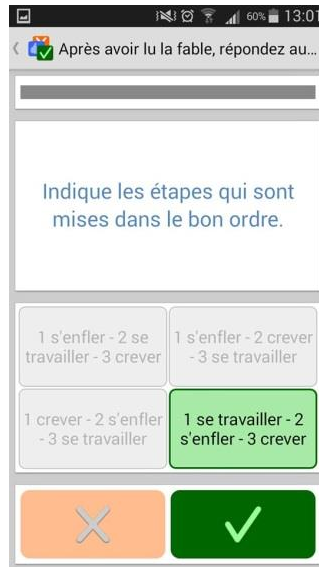 60% 13:01
Après avoir lu la fable, répondez au...
Indique les étapes qui sont
mises dans le bon ordre.
1 s'enfler - 2 se
travailler - 3 crever
1 s'enfler - 2 crever
- 3 se travailler
1 crever - 2 s'enfler
- 3 se travailler
1 se travailler - 2
s'enfler - 3 crever